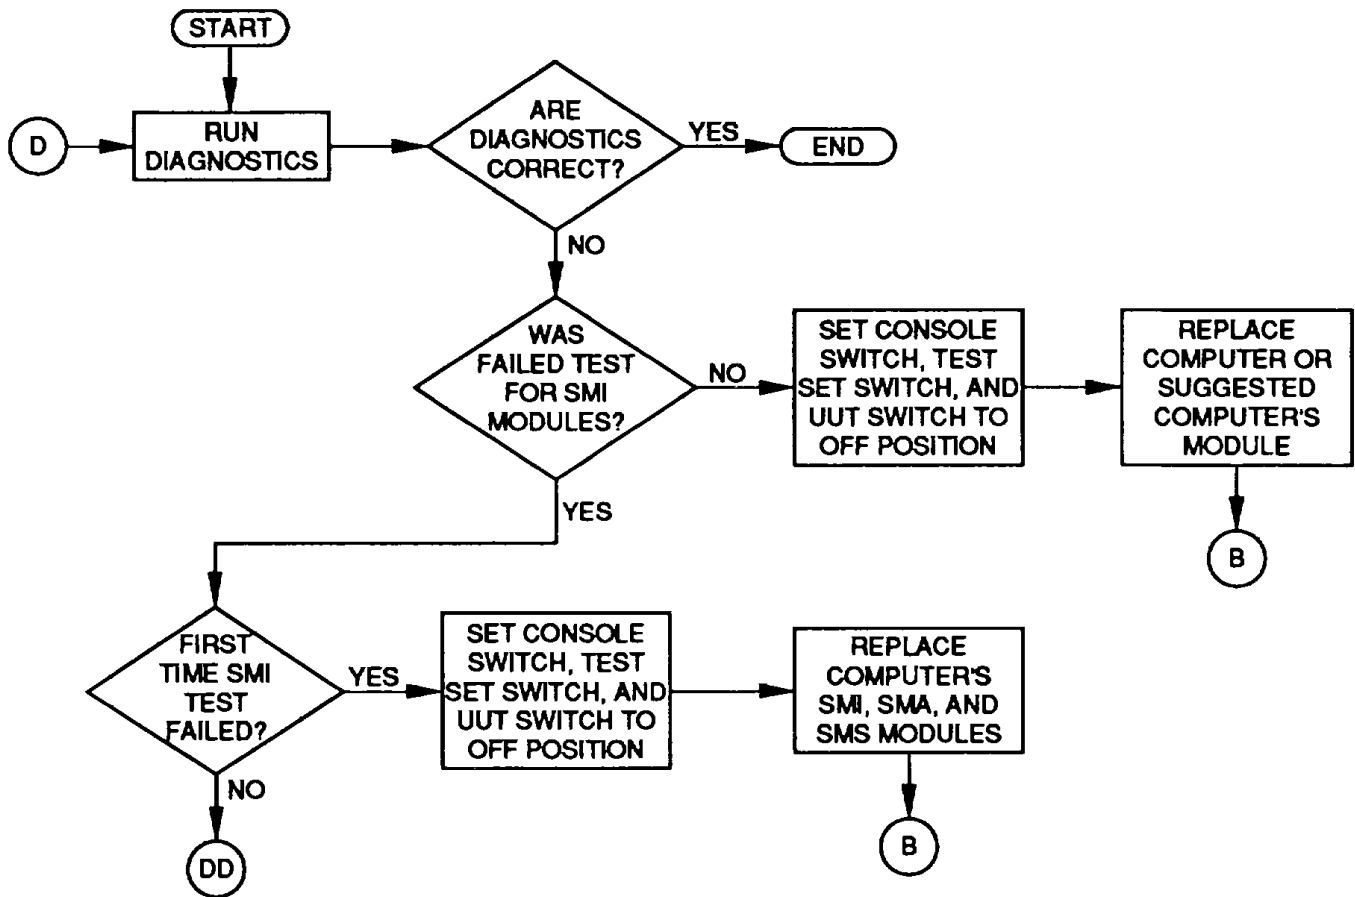 START
D
RUN
DIAGNOSTICS
ARE
DIAGNOSTICS
CORRECT?
YES
END
NO
WAS
FAILED TEST
FOR SMI
MODULES?
NO
SET CONSOLE
SWITCH, TEST
SET SWITCH, AND
UUT SWITCH TO
OFF POSITION
REPLACE
COMPUTER OR
SUGGESTED
COMPUTER'S
MODULE
B
YES
FIRST
TIME SMI
TEST
FAILED?
YES
SET CONSOLE
SWITCH, TEST
SET SWITCH, AND
UUT SWITCH TO
OFF POSITION
REPLACE
COMPUTER'S
SMI, SMA, AND
SMS MODULES
B
NO
DD